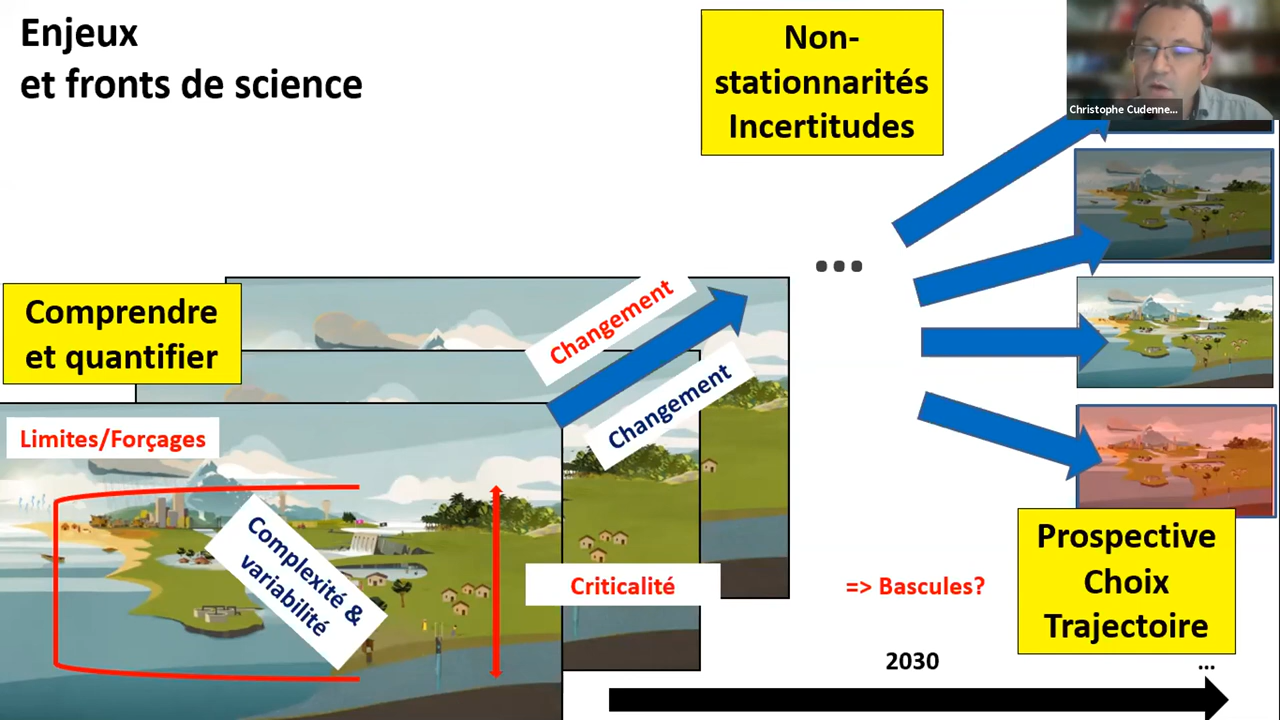 Enjeux
et fronts de science
Non-
stationnarités
Incertitudes
Christophe Cudenne...
...
Comprendre
et quantifier
Changement
Changement
Limites/Forçages
Complexité &
variabilité
Criticalité
=> Bascules?
Prospective
Choix
Trajectoire
2030
...